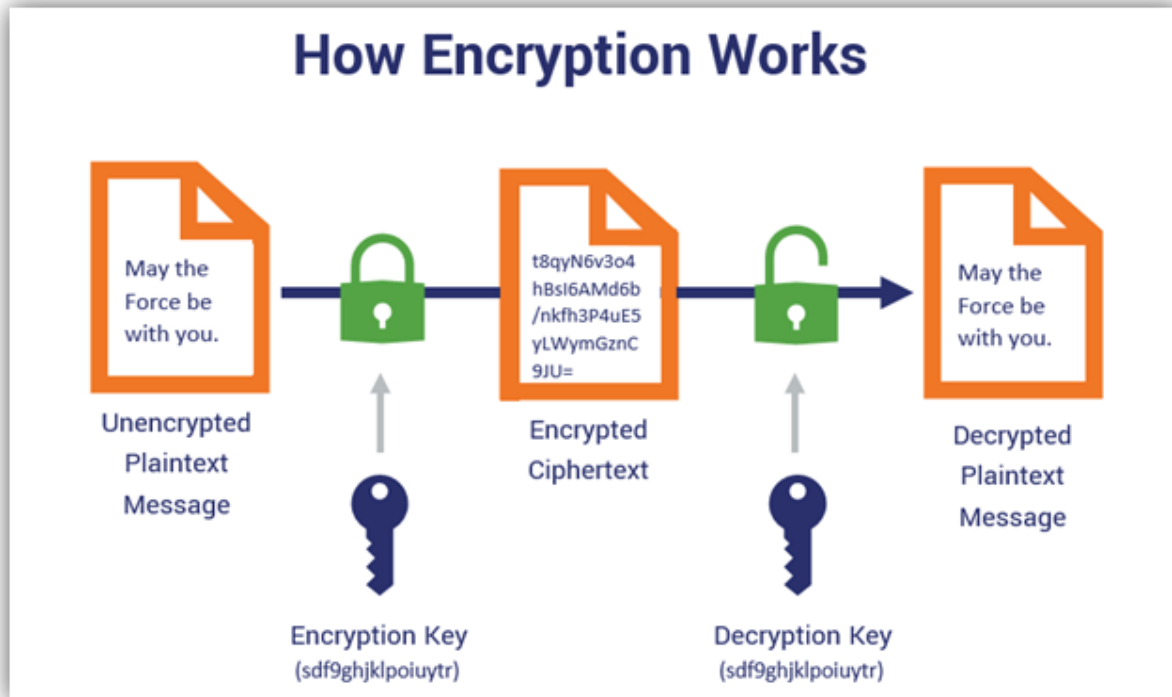 How Encryption Works
May the
Force be
with you.
Unencrypted
Plaintext
Message
Encryption Key
(sdf9ghjklpoiuytr)
t8qyN6v3o4
hBsI6AMd6b
/nkfh3P4uE5
yLWymGznC
9JU=
Encrypted
Ciphertext
Decryption Key
(sdf9ghjklpoiuytr)
May the
Force be
with you.
Decrypted
Plaintext
Message